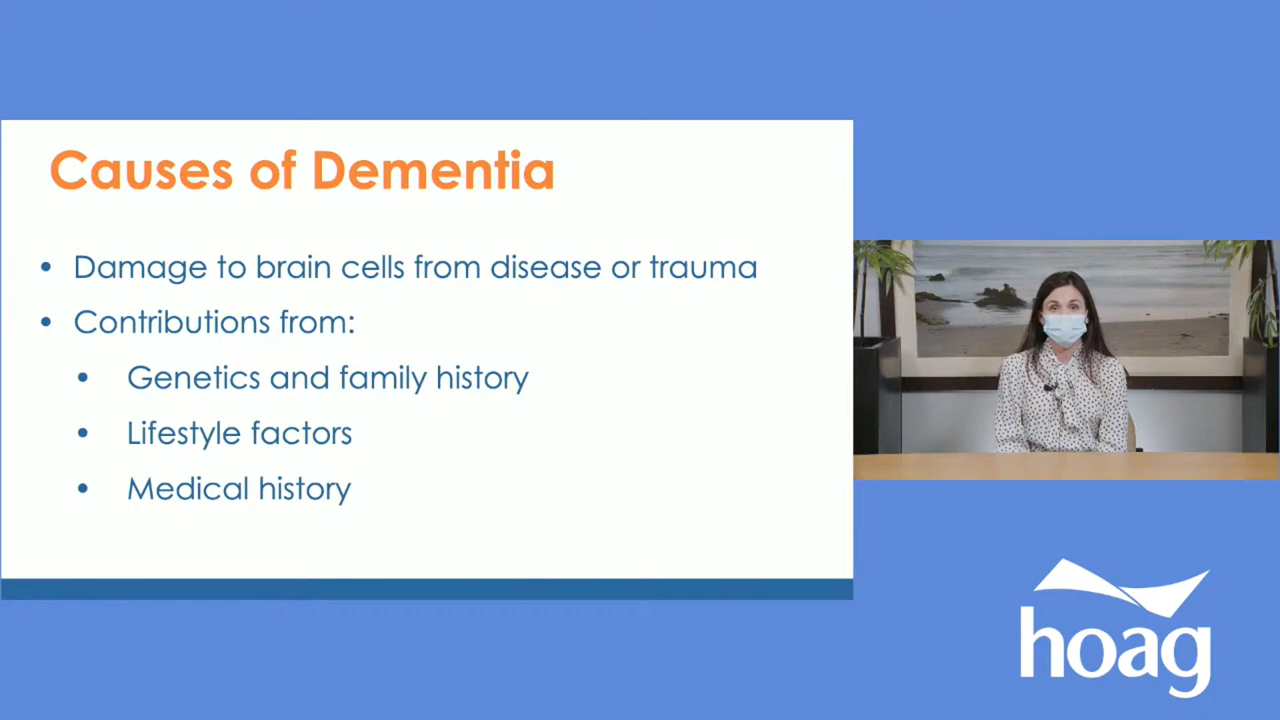 Causes of Dementia
• Damage to brain cells from disease or trauma
• Contributions from:
• Genetics and family history
• Lifestyle factors
• Medical history
hoag